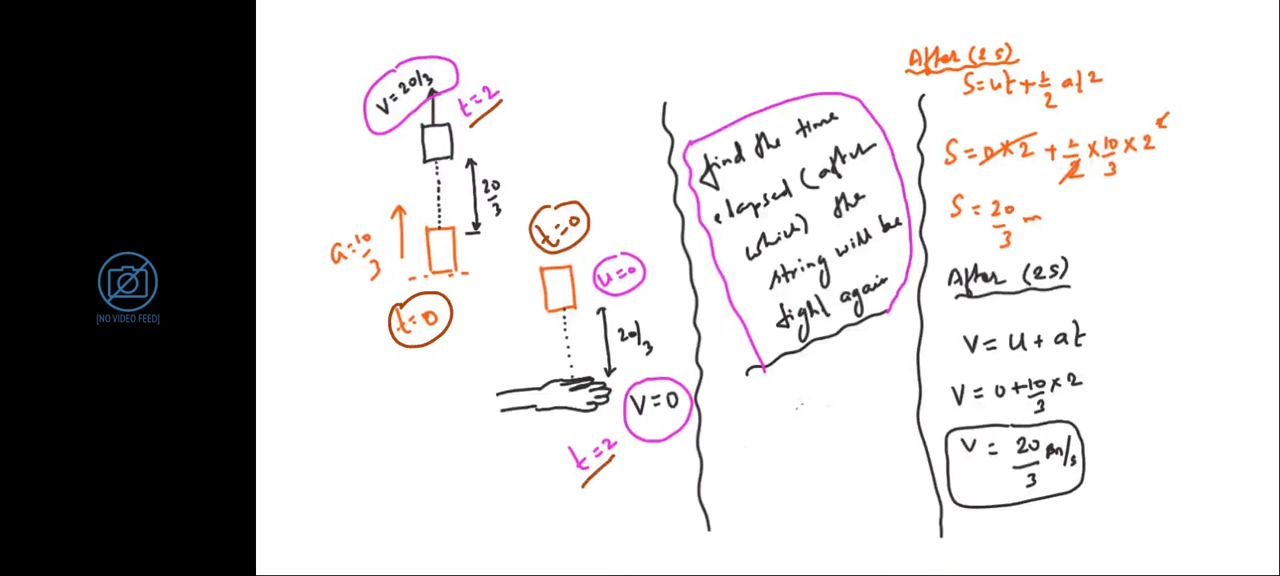 [NO VIDEO FEED]
V=20/3
t=2
20/3
a=10/3
t=0
t=0
u=0
20/3
V=0
t=2
find the time
elapsed (after
which) the
string will be
tight again
After (2s)
S=ut+1/2 at2
S=0*2 + 1/2 × 10/3 × 2²
S = 20/3 m
After (2s)
V= u + at
V= 0+10/3×2
V = 20/3 m/s